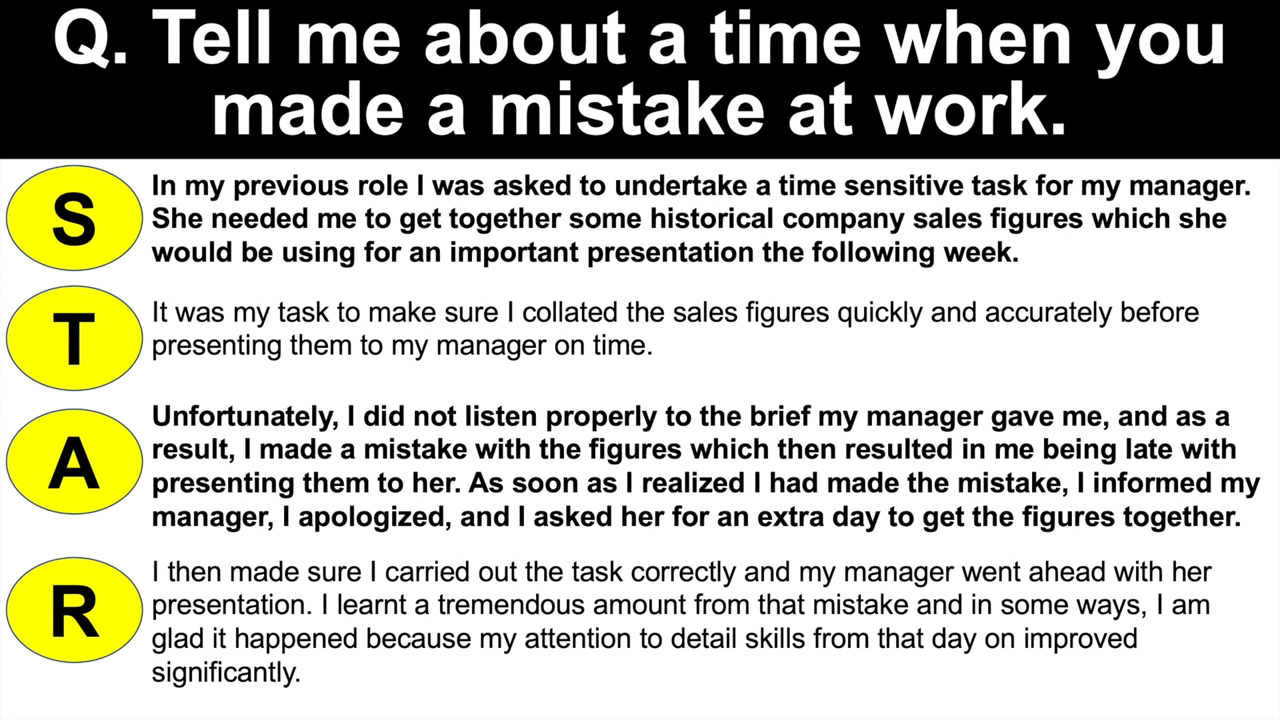 Q. Tell me about a time when you
made a mistake at work.
S
In my previous role I was asked to undertake a time sensitive task for my manager.
She needed me to get together some historical company sales figures which she
would be using for an important presentation the following week.
T
It was my task to make sure I collated the sales figures quickly and accurately before
presenting them to my manager on time.
A
Unfortunately, I did not listen properly to the brief my manager gave me, and as a
result, I made a mistake with the figures which then resulted in me being late with
presenting them to her. As soon as I realized I had made the mistake, I informed my
manager, I apologized, and I asked her for an extra day to get the figures together.
R
I then made sure I carried out the task correctly and my manager went ahead with her
presentation. I learnt a tremendous amount from that mistake and in some ways, I am
glad it happened because my attention to detail skills from that day on improved
significantly.